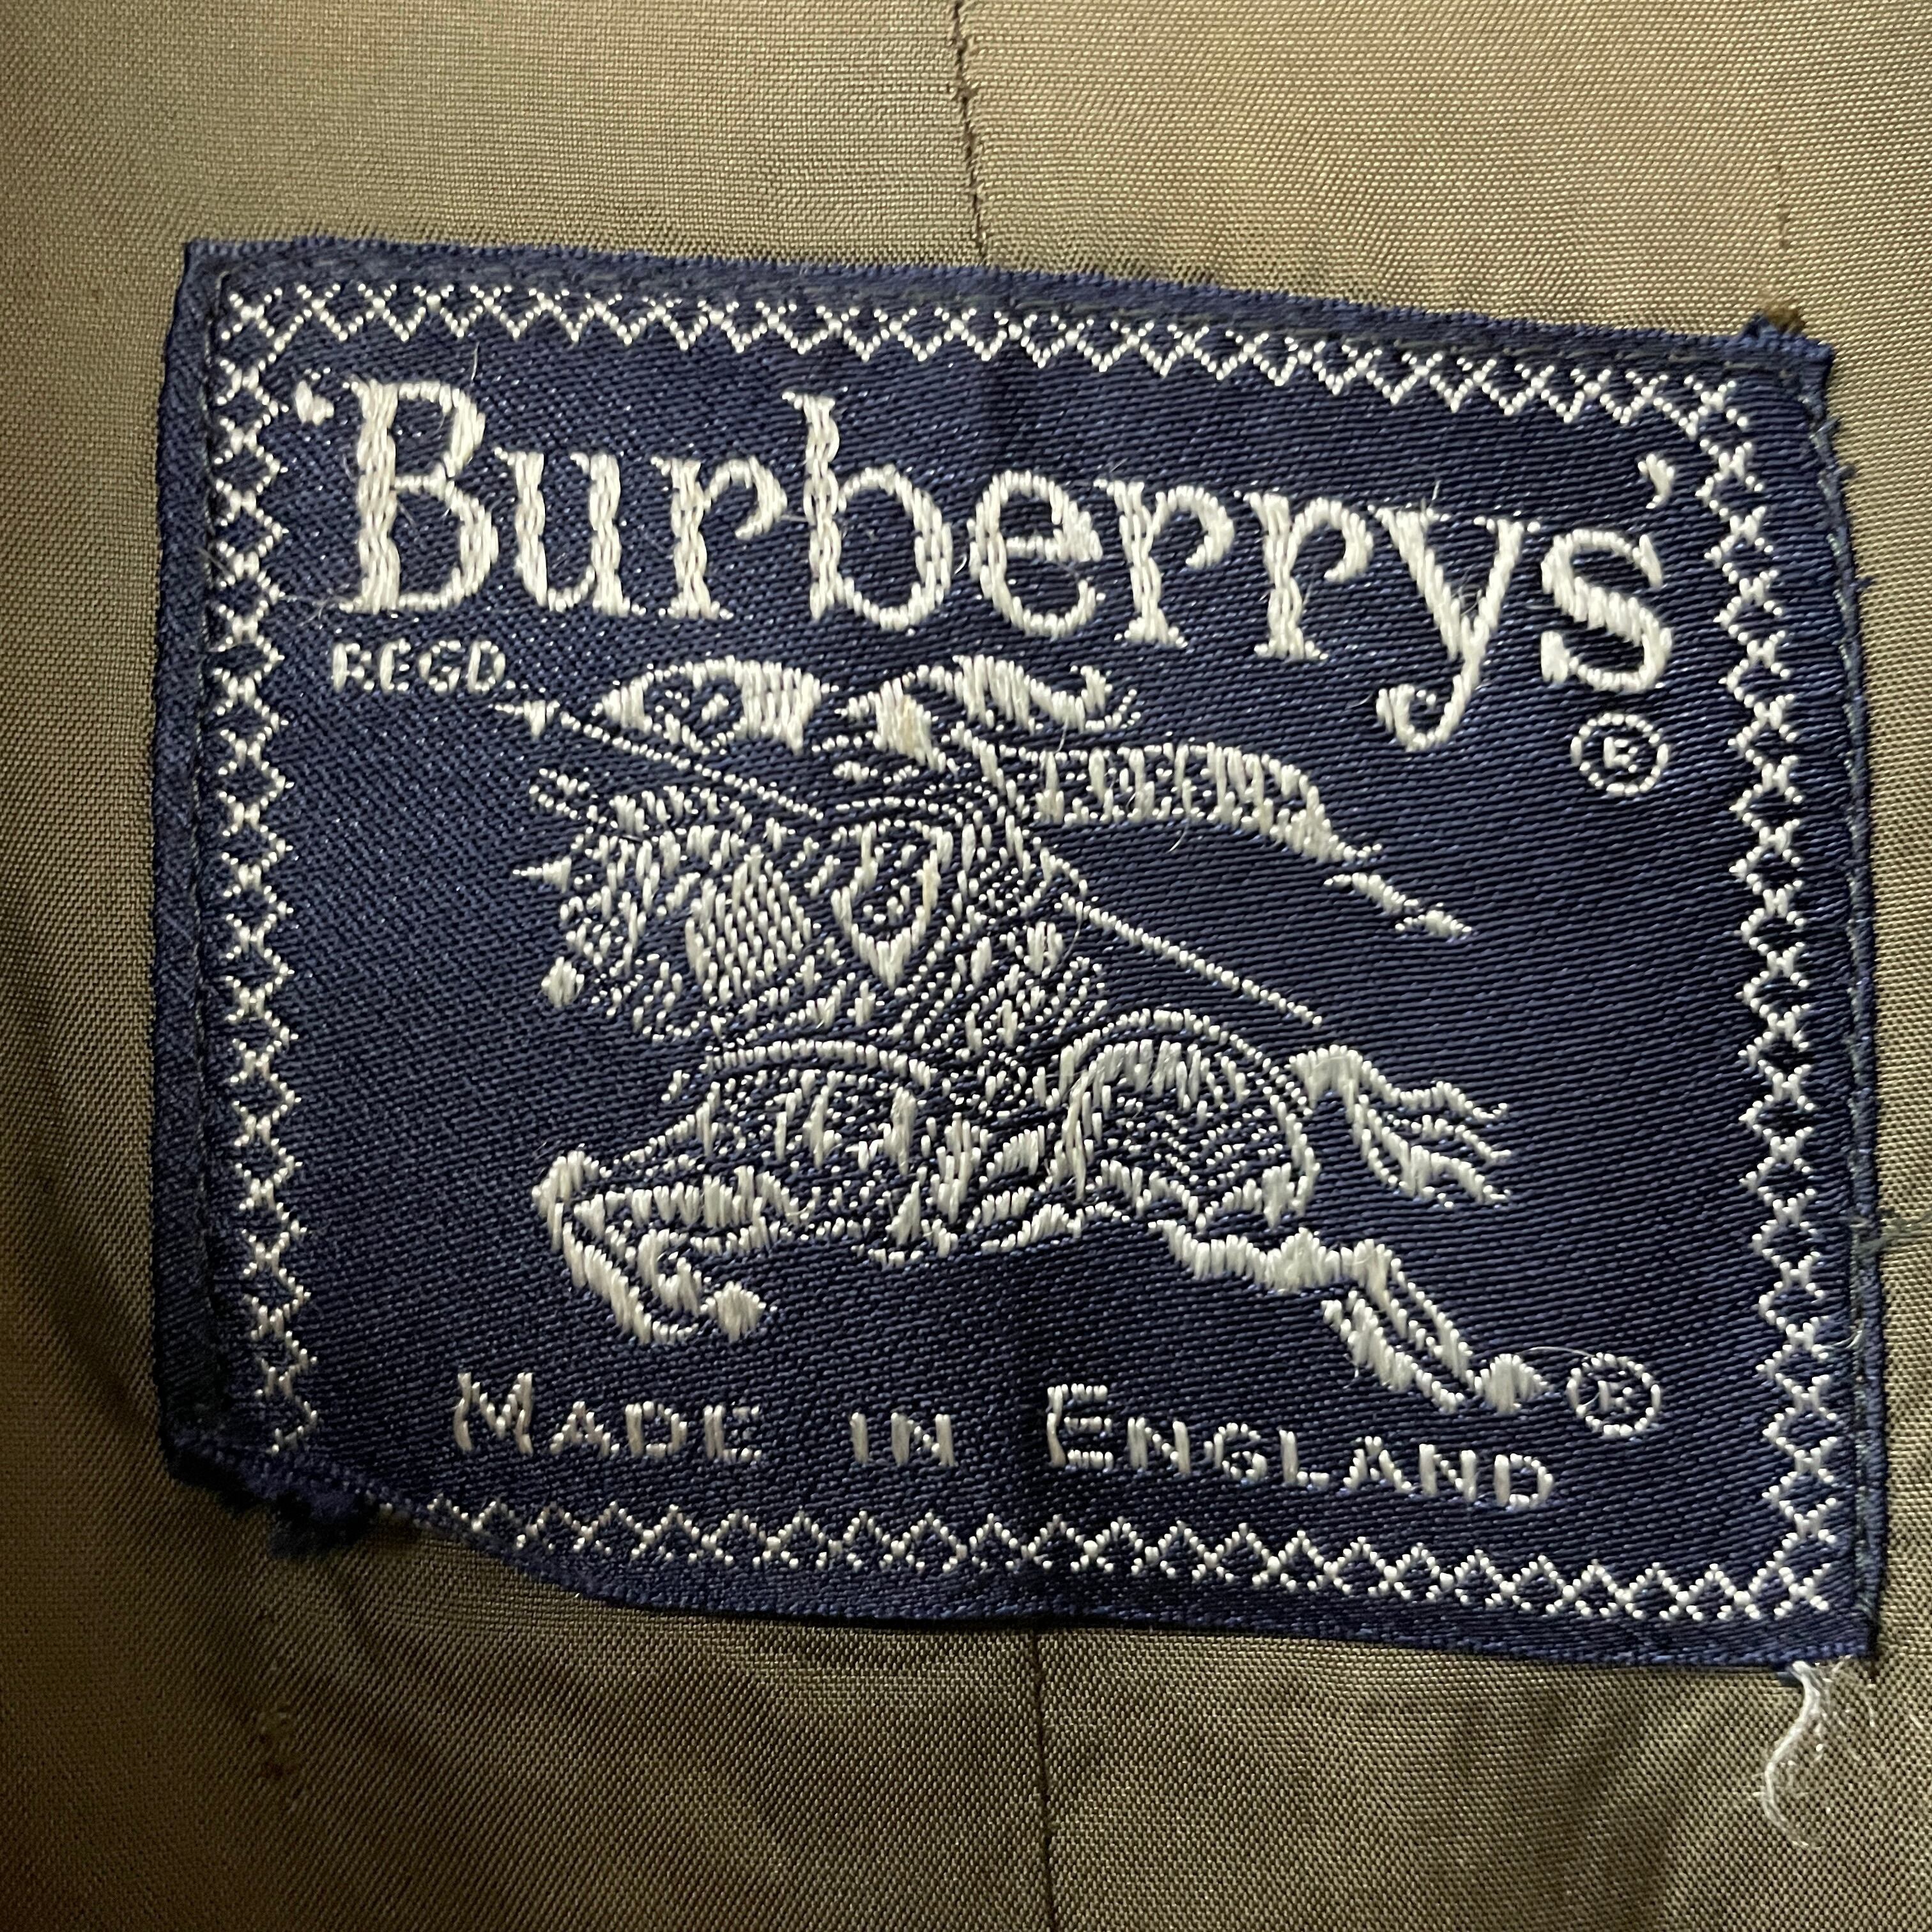 'Burberrys'
REGD
®
MADE IN ENGLAND ®